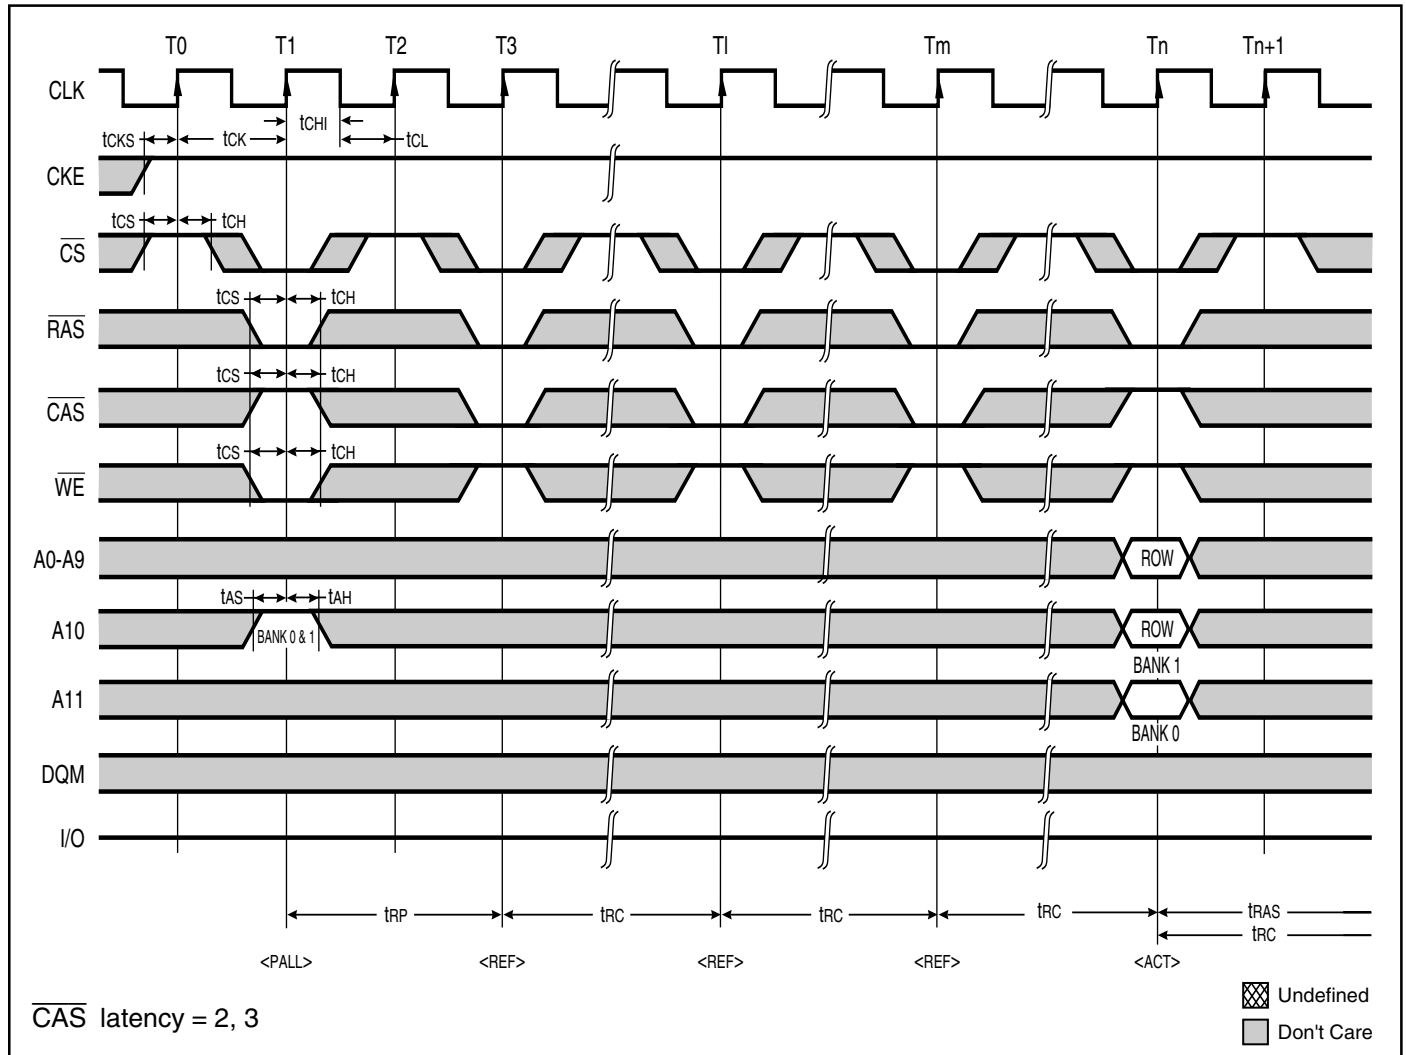 T0 T1 T2 T3 Tl Tm Tn Tn+1
CLK
tCHI
tCKS tCK tCL
CKE
tCS tCH
CS
tCS tCH
RAS
tCS tCH
CAS
tCS tCH
WE
A0-A9 ROW
tAS tAH
A10 BANK 0 & 1 ROW
BANK 1
A11
BANK 0
DQM
I/O
tRP tRC tRC tRC tRAS
tRC
<PALL> <REF> <REF> <REF> <ACT>
Undefined
CAS latency = 2, 3
Don't Care